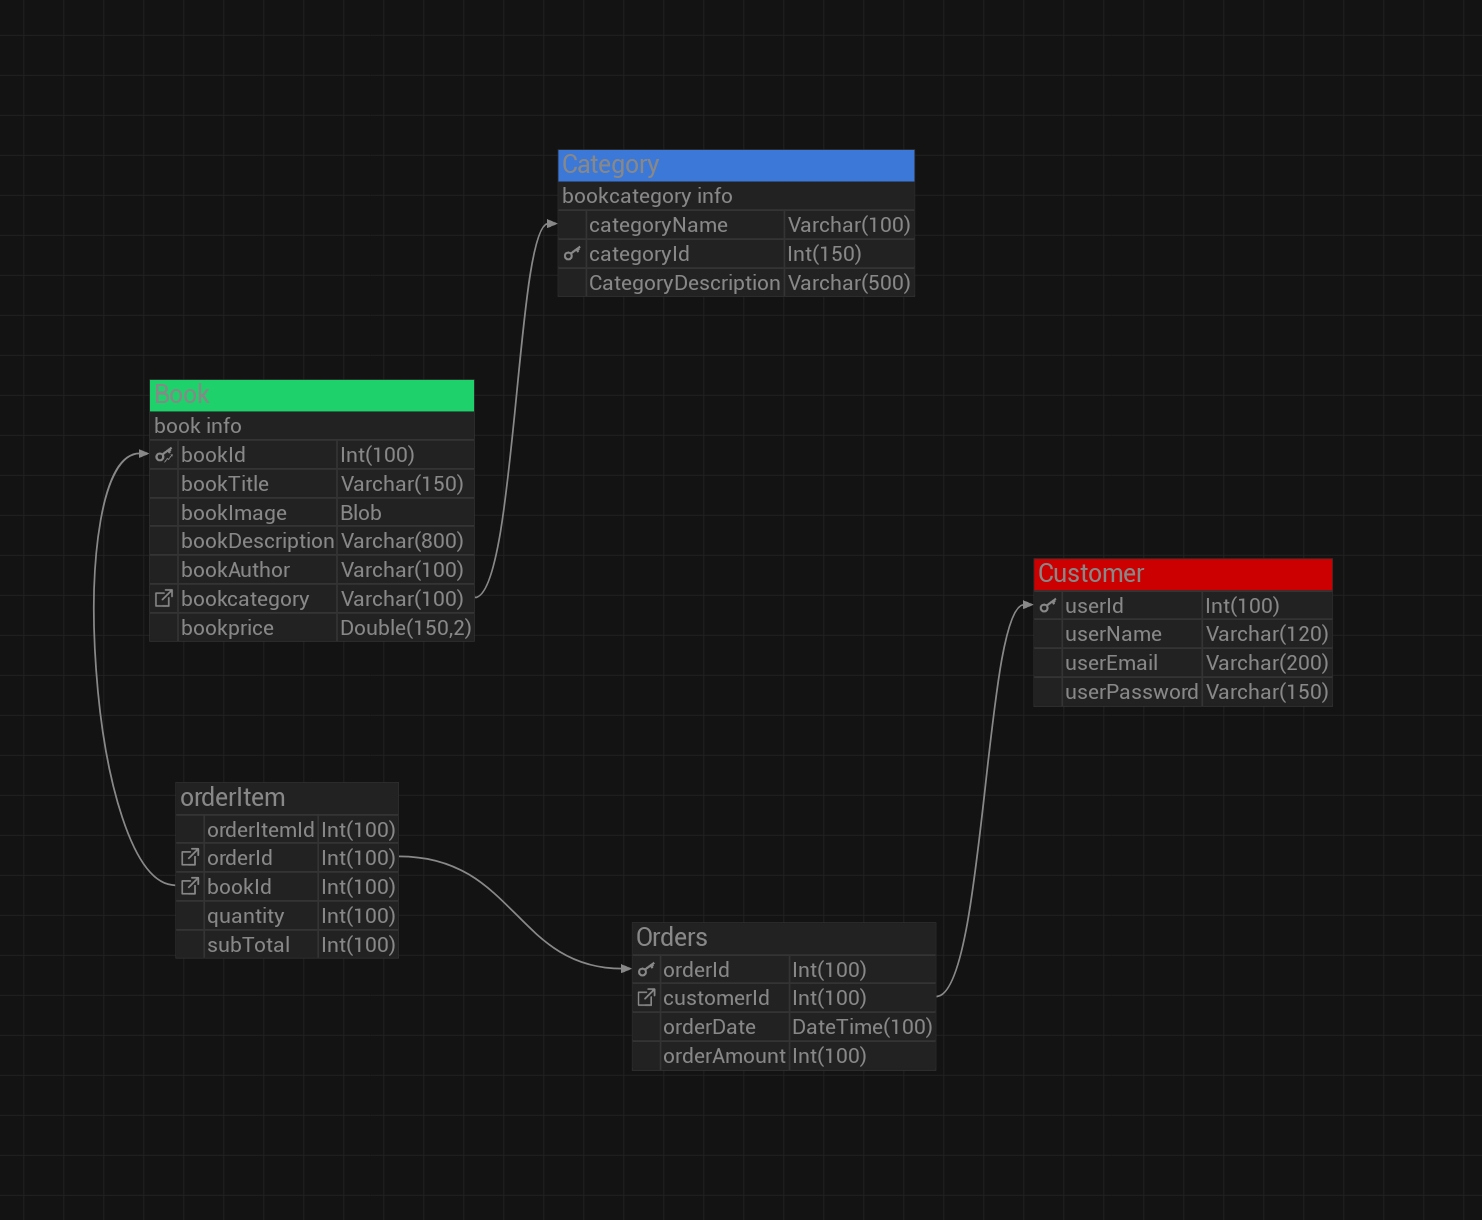 Category
bookcategory info
categoryName Varchar(100)
categoryId Int(150)
CategoryDescription Varchar(500)
Book
book info
bookId Int(100)
bookTitle Varchar(150)
bookImage Blob
bookDescription Varchar(800)
bookAuthor Varchar(100)
bookcategory Varchar(100)
bookprice Double(150,2)
Customer
userId Int(100)
userName Varchar(120)
userEmail Varchar(200)
userPassword Varchar(150)
orderItem
orderItemId Int(100)
orderId Int(100)
bookId Int(100)
quantity Int(100)
subTotal Int(100)
Orders
orderId Int(100)
customerId Int(100)
orderDate DateTime(100)
orderAmount Int(100)